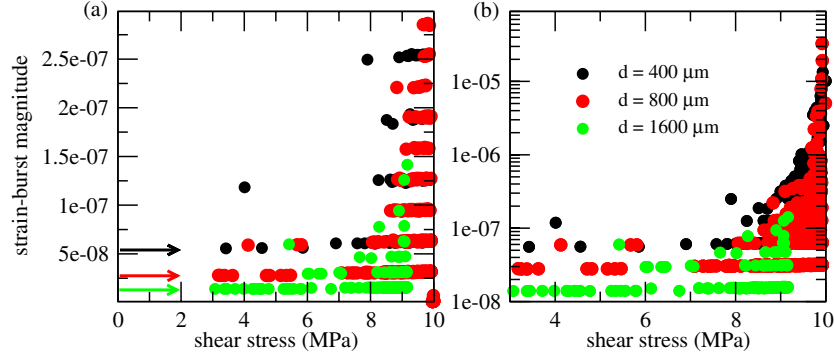 (a)
(b)
strain-burst magnitude
2.5e-07
2e-07
1.5e-07
1e-07
5e-08
0 2 4 6 8 10
shear stress (MPa)
1e-05
1e-06
1e-07
1e-08
4 6 8 10
shear stress (MPa)
d = 400 µm
d = 800 µm
d = 1600 µm